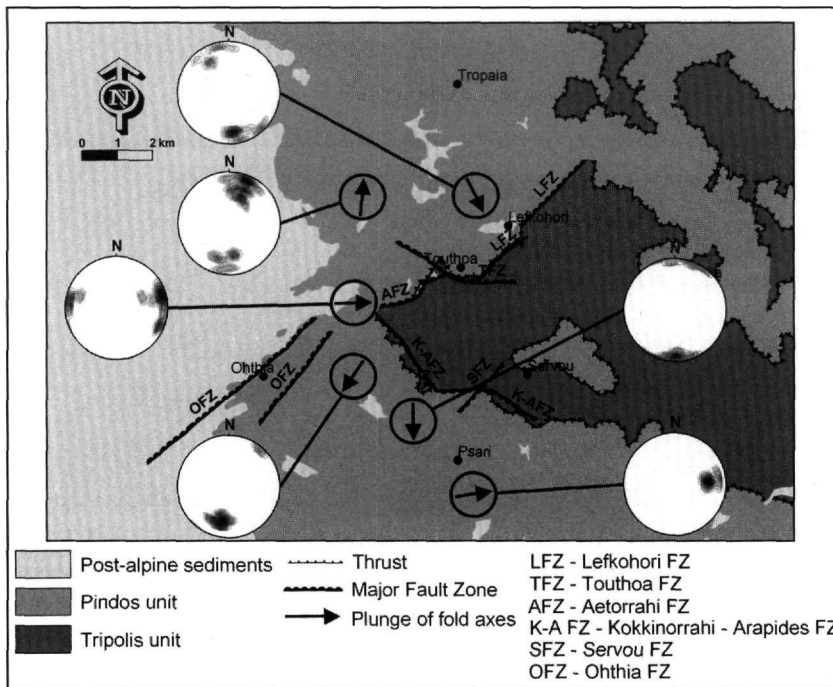 N
Tropaia
N
0 1 2 km
LFZ
N
Lefkohori
LFZ
Touthoa
TFZ
N
N
AFZ
K-AFZ
Ohthia
OFZ
SFZ
Servou
OFZ
K-AFZ
N
N
Psari
Post-alpine sediments
Pindos unit
Tripolis unit
Thrust
Major Fault Zone
Plunge of fold axes
LFZ - Lefkohori FZ
TFZ - Touthoa FZ
AFZ - Aetorrahi FZ
K-A FZ - Kokkinorrahi - Arapides FZ
SFZ - Servou FZ
OFZ - Ohthia FZ